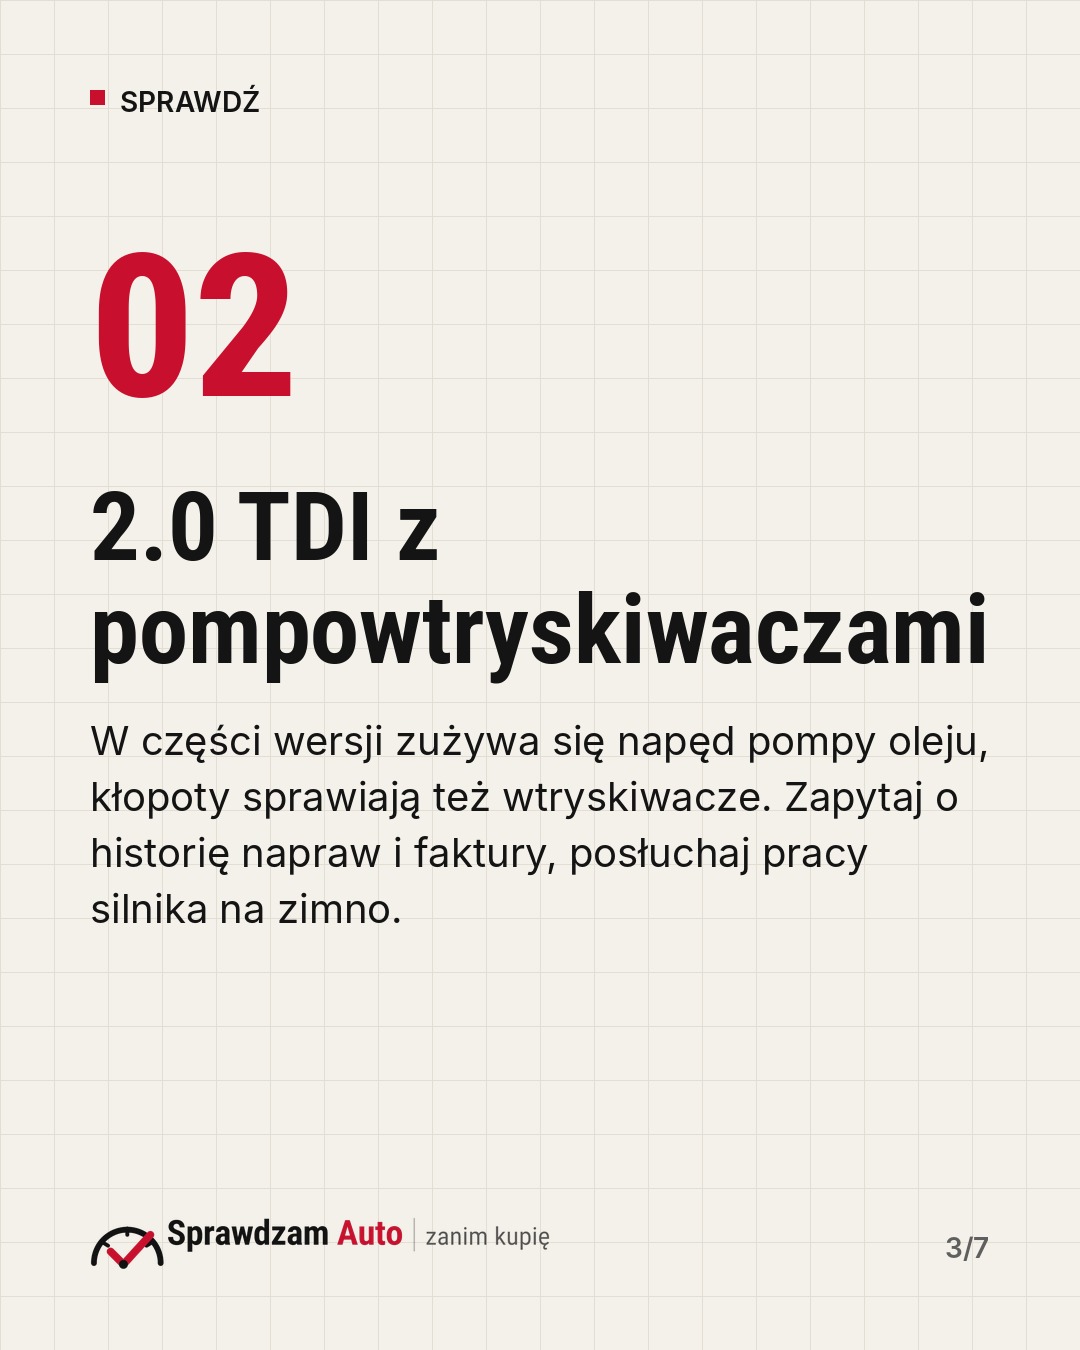 SPRAWDŹ
02
2.0 TDI z
pompowtryskiwaczami
W części wersji zużywa się napęd pompy oleju,
kłopoty sprawiają też wtryskiwacze. Zapytaj o
historię napraw i faktury, posłuchaj pracy
silnika na zimno.
Sprawdzam Auto | zanim kupię
3/7